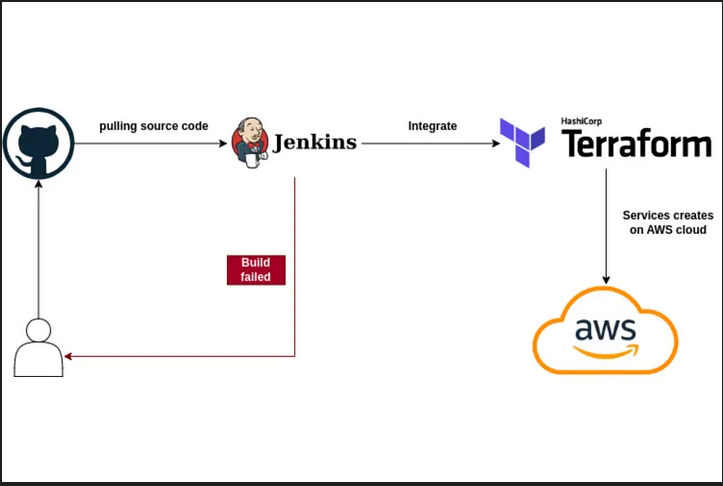 pulling source code
Jenkins
Integrate
HashiCorp
Terraform
Services creates
on AWS cloud
Build
failed
aws